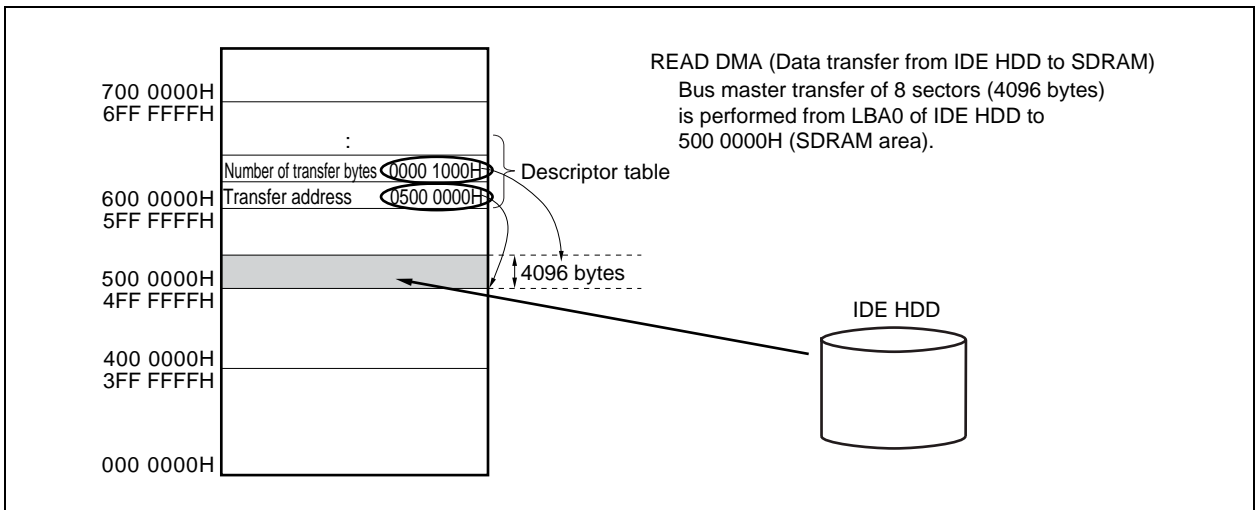 READ DMA (Data transfer from IDE HDD to SDRAM)
Bus master transfer of 8 sectors (4096 bytes)
is performed from LBA0 of IDE HDD to
500 0000H (SDRAM area).
700 0000H
6FF FFFFH
:
Number of transfer bytes 0000 1000H
Descriptor table
600 0000H Transfer address 0500 0000H
5FF FFFFH
500 0000H
4096 bytes
4FF FFFFH
IDE HDD
400 0000H
3FF FFFFH
000 0000H